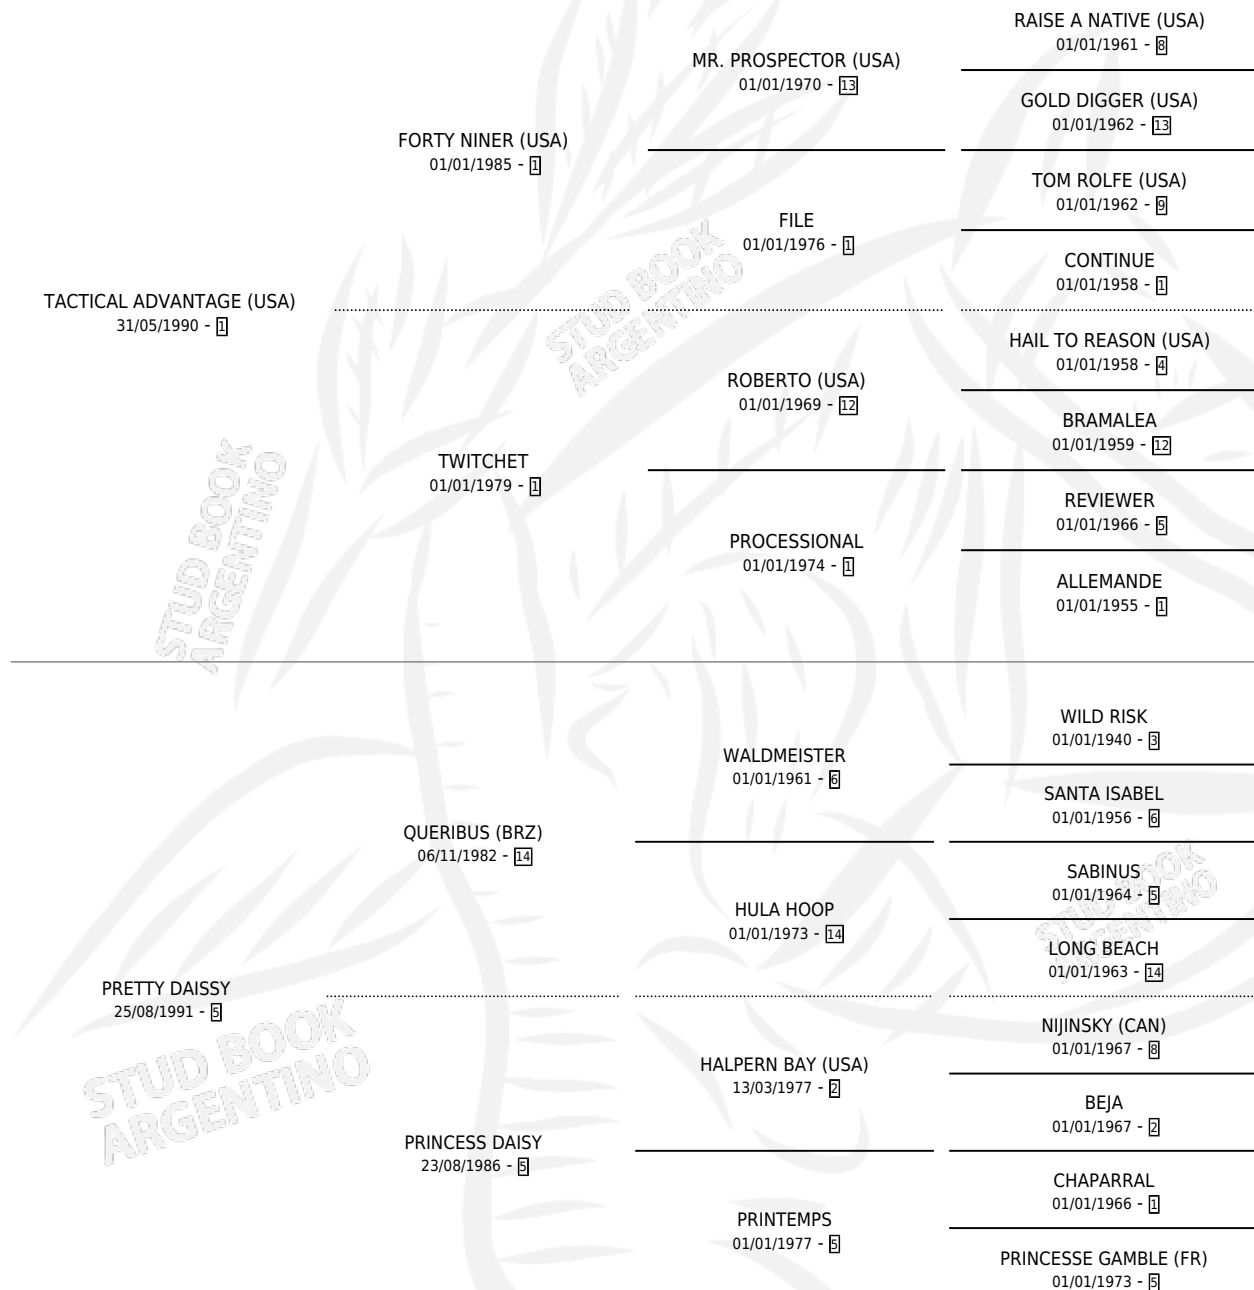 RAISE A NATIVE (USA)
01/01/1961 - 8
MR. PROSPECTOR (USA)
01/01/1970 - 13
GOLD DIGGER (USA)
01/01/1962 - 13
FORTY NINER (USA)
01/01/1985 - 1
TOM ROLFE (USA)
01/01/1962 - 9
FILE
01/01/1976 - 1
CONTINUE
01/01/1958 - 1
TACTICAL ADVANTAGE (USA)
31/05/1990 - 1
HAIL TO REASON (USA)
01/01/1958 - 4
ROBERTO (USA)
01/01/1969 - 12
BRAMALEA
01/01/1959 - 12
TWITCHET
01/01/1979 - 1
REVIEWER
01/01/1966 - 5
PROCESSIONAL
01/01/1974 - 1
ALLEMANDE
01/01/1955 - 1
STUD BOOK
ARGENTINO
STUD BOOK
ARGENTINO
WILD RISK
01/01/1940 - 3
WALDMEISTER
01/01/1961 - 6
SANTA ISABEL
01/01/1956 - 6
QUERIBUS (BRZ)
06/11/1982 - 14
SABINUS
01/01/1964 - 5
HULA HOOP
01/01/1973 - 14
LONG BEACH
01/01/1963 - 14
STUD BOOK
ARGENTINO
PRETTY DAISSY
25/08/1991 - 5
NIJINSKY (CAN)
01/01/1967 - 8
HALPERN BAY (USA)
13/03/1977 - 2
BEJA
01/01/1967 - 2
STUD BOOK
ARGENTINO
PRINCESS DAISY
23/08/1986 - 5
CHAPARRAL
01/01/1966 - 1
PRINTEMPS
01/01/1977 - 5
PRINCESSE GAMBLE (FR)
01/01/1973 - 5